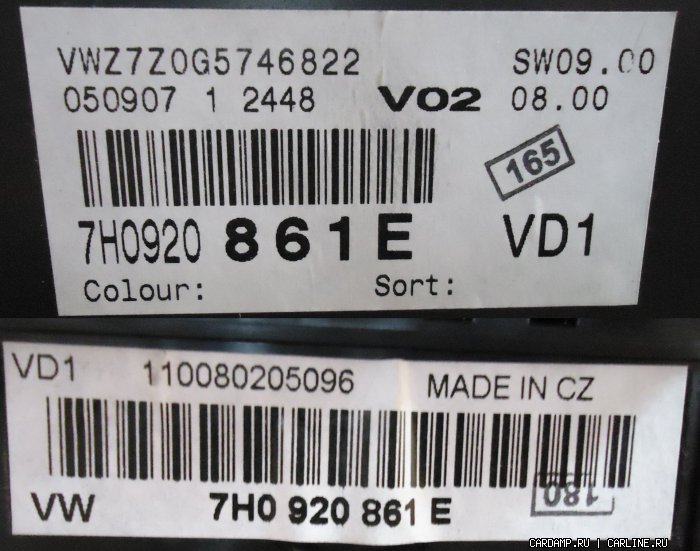 VWZ7Z0G5746822 SW09.00
050907 1 2448 V02 08.00
165
7H0920 861E VD1
Colour: Sort:
VD1 110080205096 MADE IN CZ
180
VW 7H0 920 861 E
CARDAMP.RU | CARLINE.RU